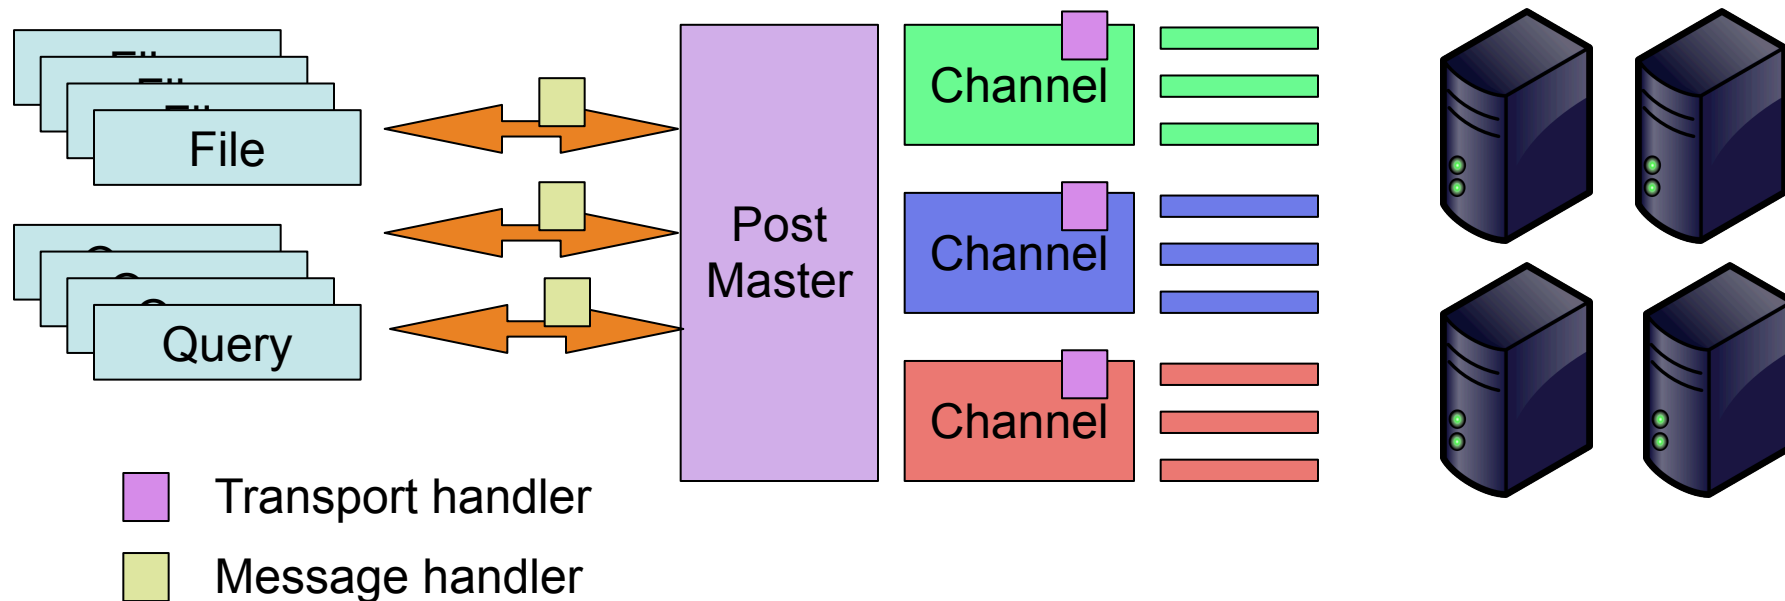 File
Query
Post
Master
Channel
Channel
Channel
Transport handler
Message handler